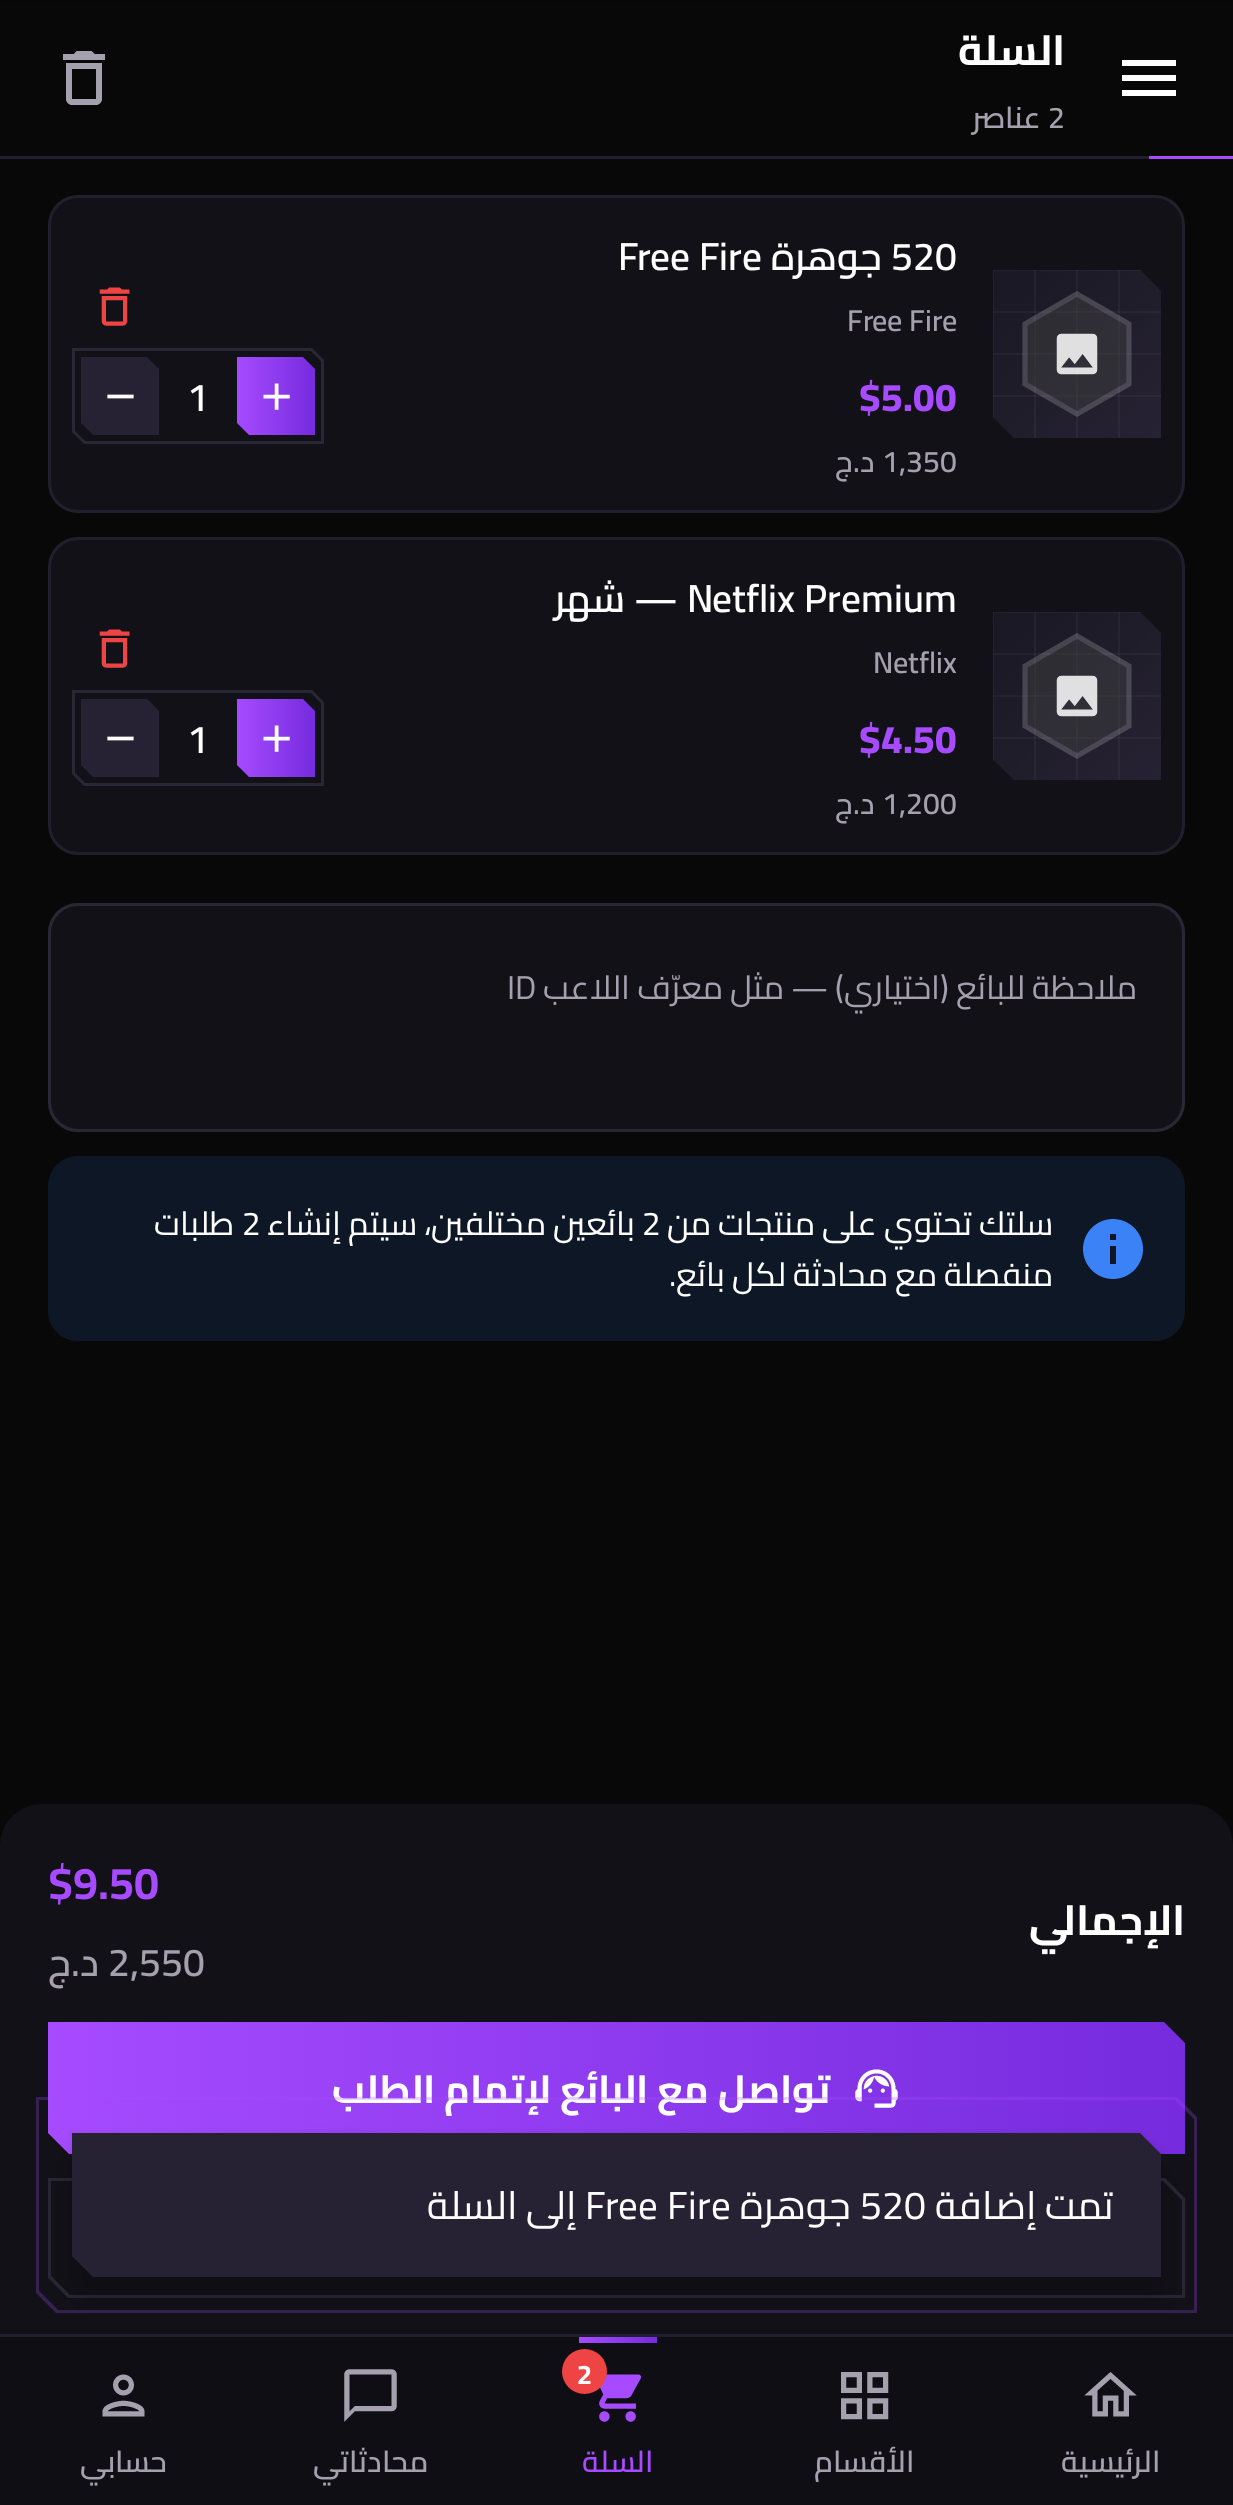 السلة
2 عناصر
520 جوهرة Free Fire
Free Fire
$5.00
1,350 د.ج
1
Netflix Premium — شهر
Netflix
$4.50
1,200 د.ج
1
ملاحظة للبائع (اختياري) — مثل معرّف اللاعب ID
سلتك تحتوي على منتجات من 2 بائعين مختلفين، سيتم إنشاء 2 طلبات
منفصلة مع محادثة لكل بائع.
الإجمالي
$9.50
2,550 د.ج
تواصل مع البائع لإتمام الطلب
تمت إضافة 520 جوهرة Free Fire إلى السلة
2
الرئيسية
الأقسام
السلة
محادثاتي
حسابي